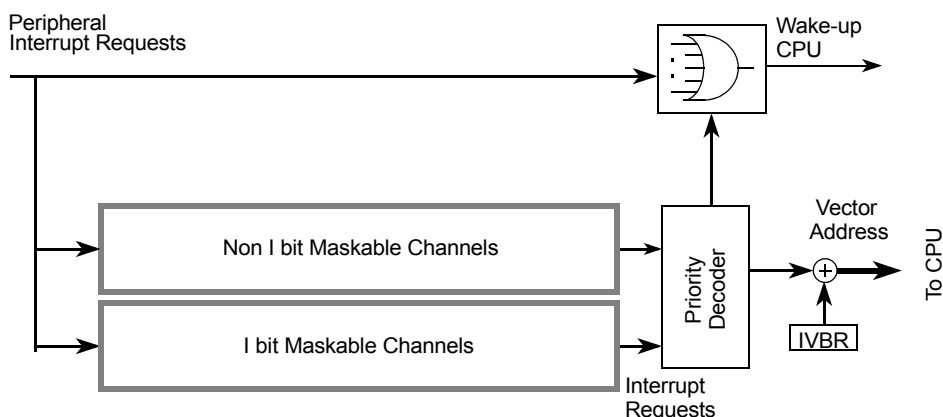 Peripheral
Interrupt Requests
Wake-up
CPU
Non I bit Maskable Channels
I bit Maskable Channels
Priority
Decoder
Vector
Address
To CPU
IVBR
Interrupt
Requests